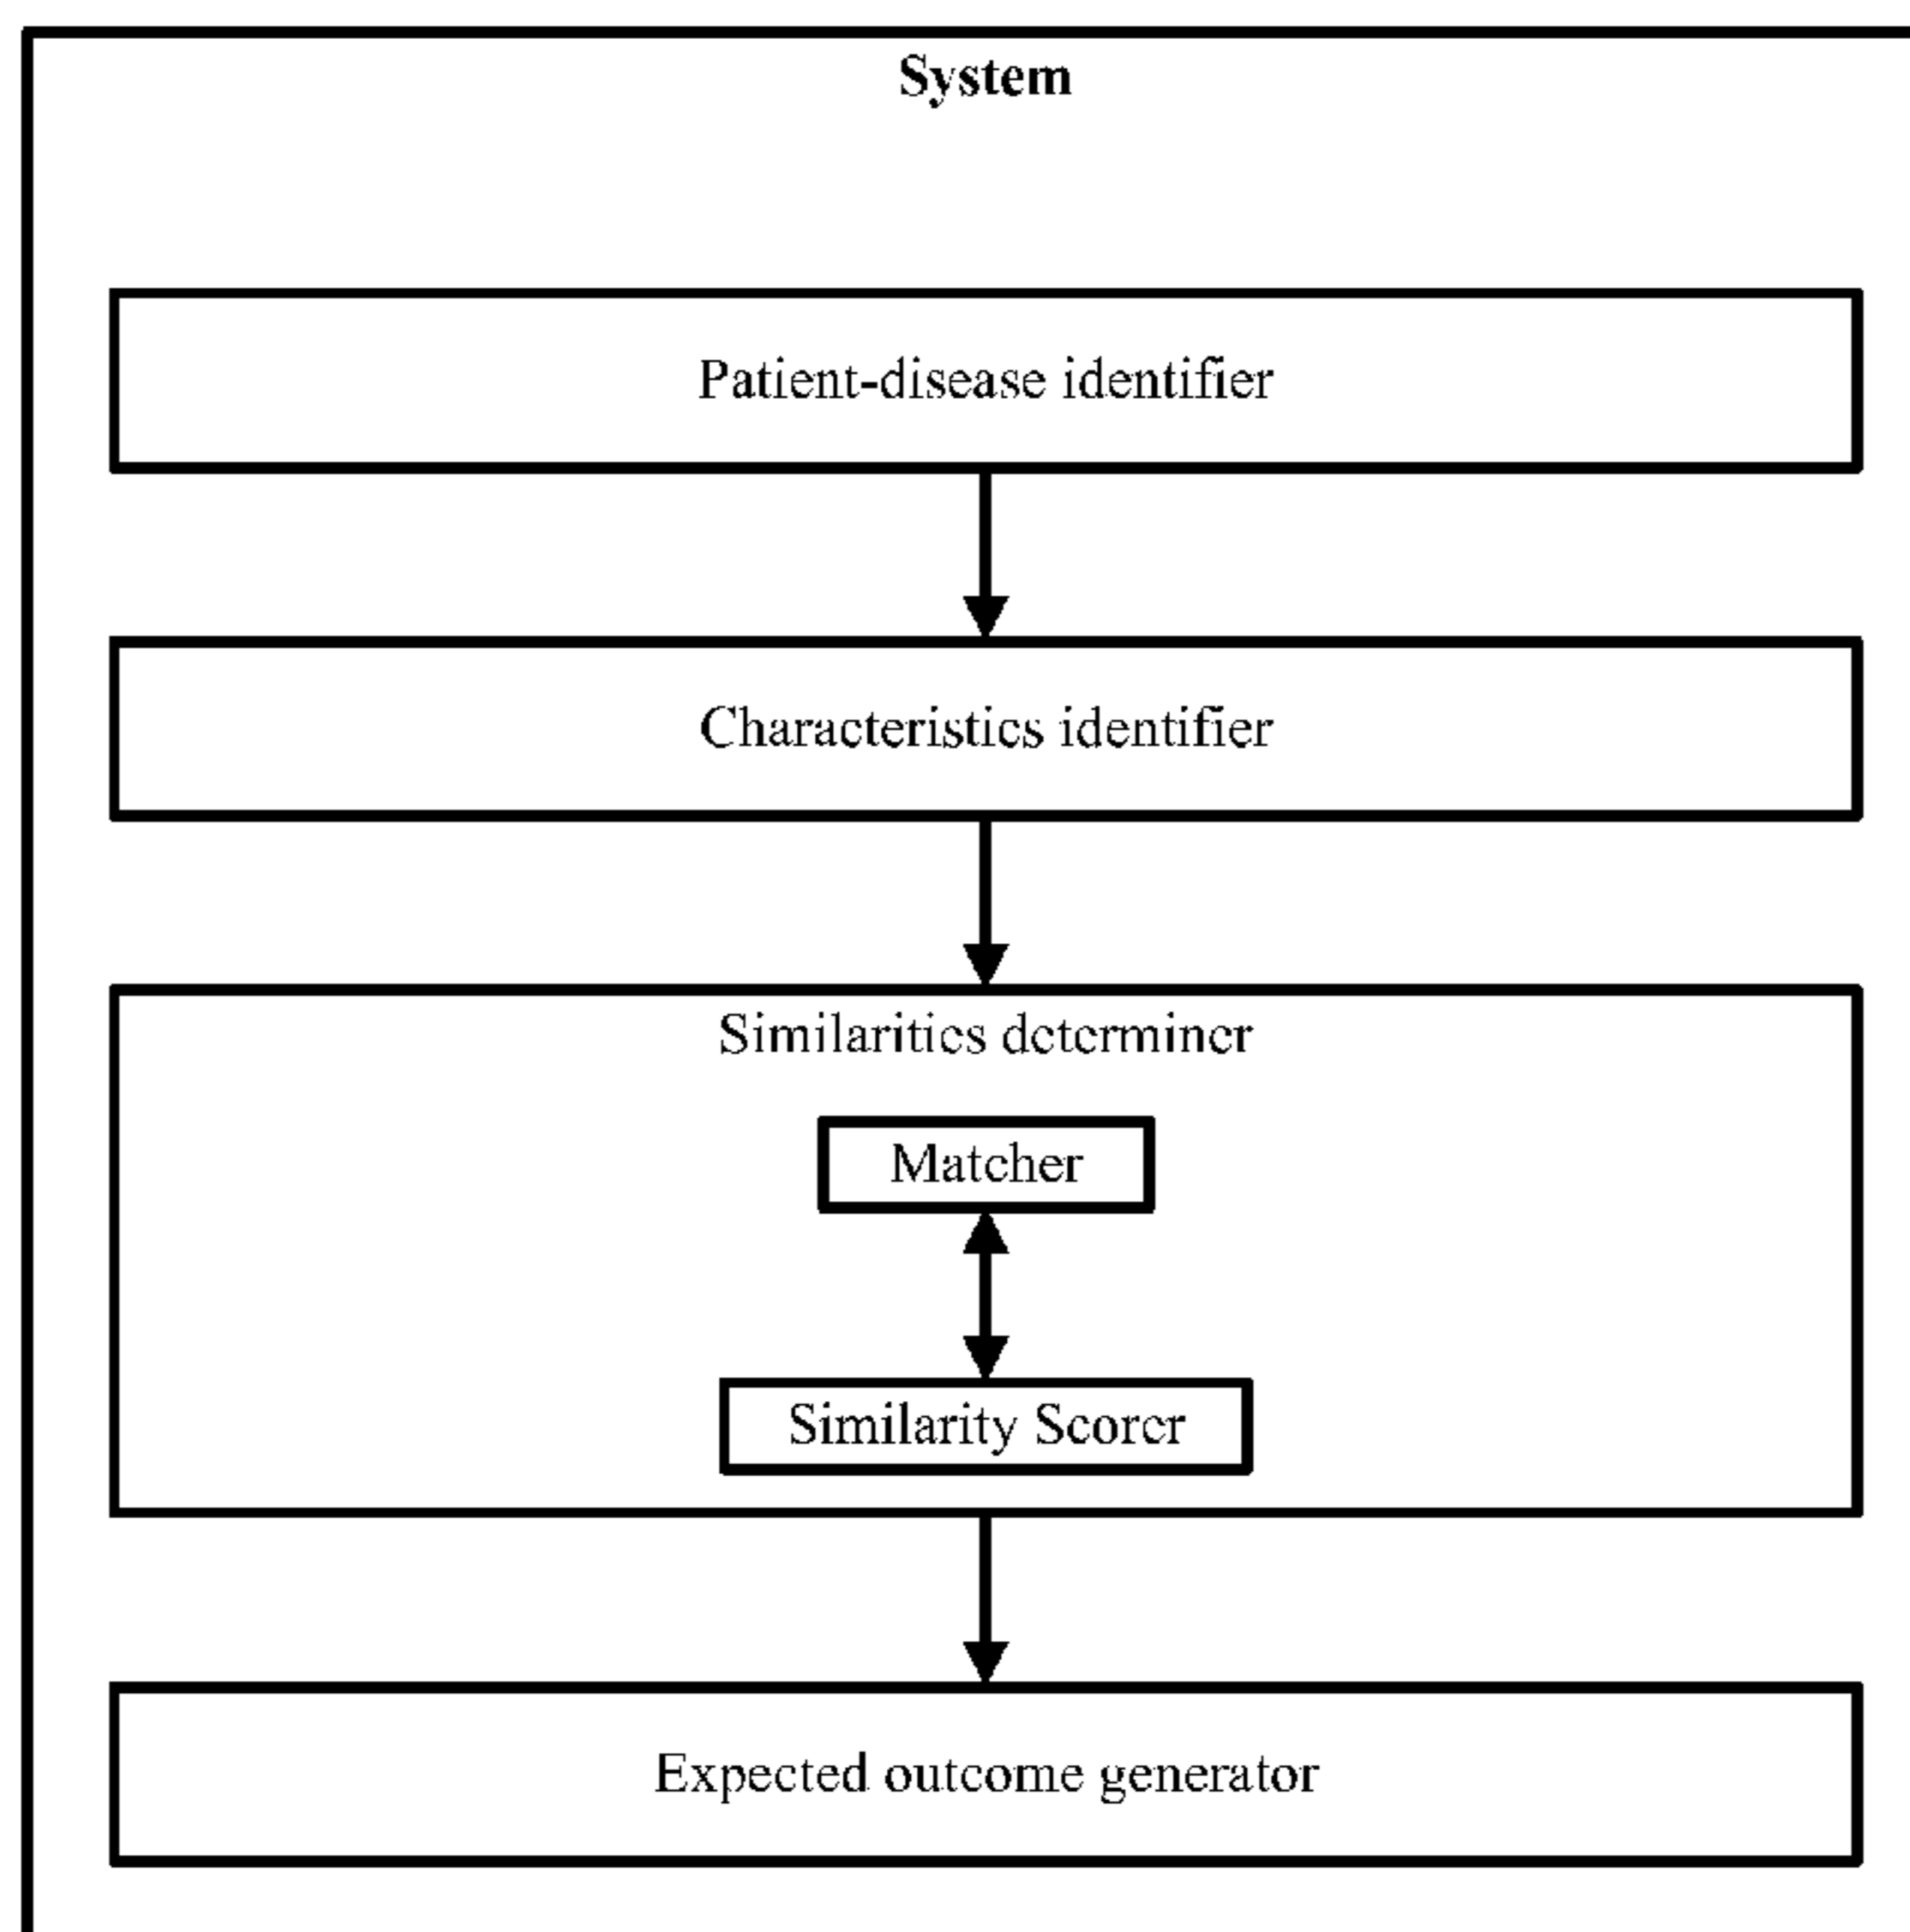 System
Patient-disease identifier
Characteristics identifier
Similarities determiner
Matcher
Similarity Scorer
Expected outcome generator